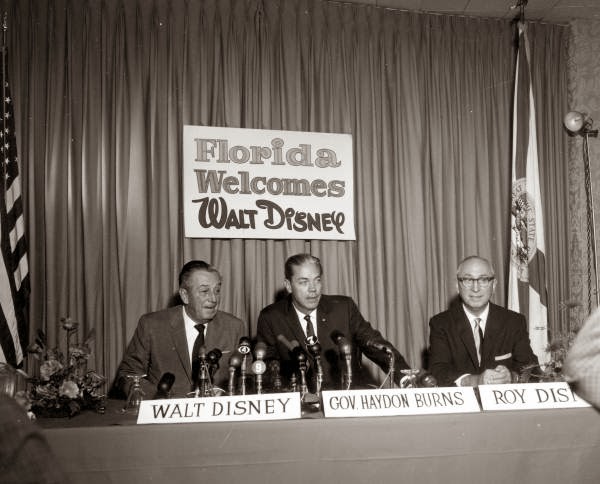 Florida
Welcomes
WALT DISNEY
WALT DISNEY
GOV. HAYDON BURNS
ROY DIS